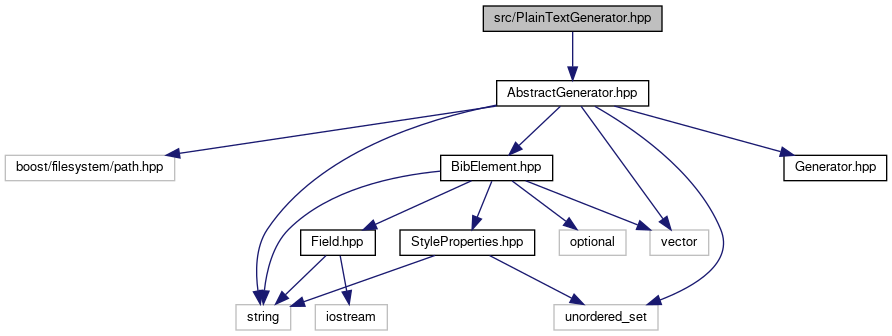 src/PlainTextGenerator.hpp
AbstractGenerator.hpp
boost/filesystem/path.hpp
BibElement.hpp
Generator.hpp
Field.hpp
StyleProperties.hpp
optional
vector
string
iostream
unordered_set